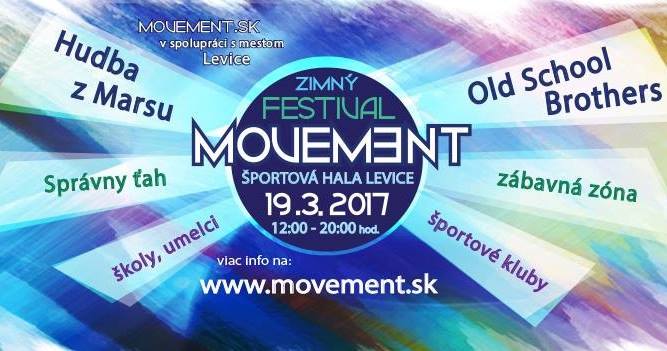 MOVEMENT.SK
v spolupráci s mestom
Levice
Hudba
z Marsu
Správny ťah
školy, umelci
ZIMNÝ
FESTIVAL
MOVEMENT
ŠPORTOVÁ HALA LEVICE
19.3.2017
12:00 - 20:00 hod.
Old School
Brothers
zábavná zóna
športové kluby
viac info na:
www.movement.sk